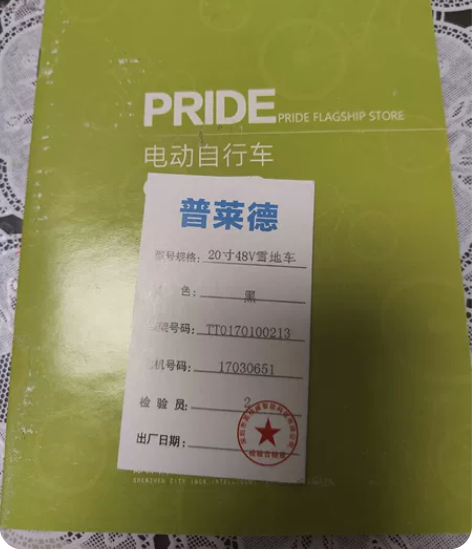 PRIDE PRIDE FLAGSHIP STORE
电动自行车
普莱德
型号规格: 20寸48V雪地车
色: 黑
号码: TT0170100213
机号码: 17030651
检验员: 2
出厂日期: